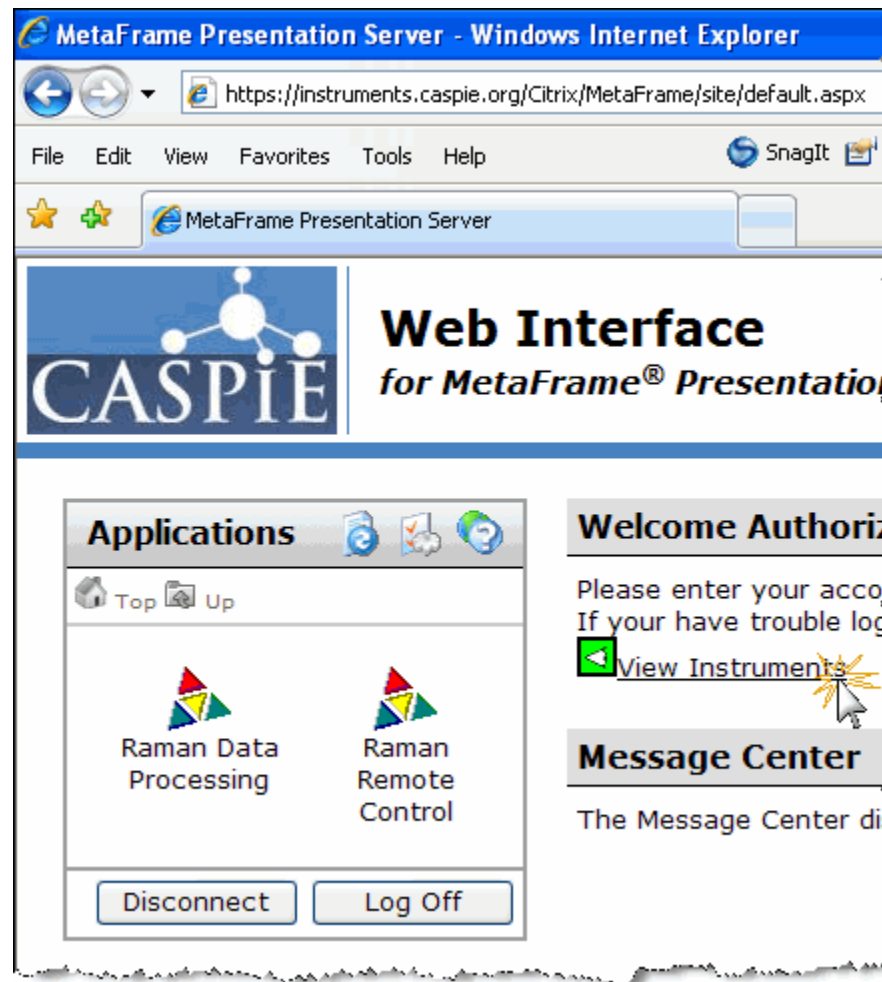 MetaFrame Presentation Server - Windows Internet Explorer
https://instruments.caspie.org/Citrix/MetaFrame/site/default.aspx
File Edit View Favorites Tools Help SnagIt
MetaFrame Presentation Server
CASPiE
Web Interface
for MetaFrame® Presentation
Applications
Top Up
Raman Data
Processing
Raman
Remote
Control
Disconnect Log Off
Welcome Authoriz
Please enter your acco
If your have trouble log
View Instruments
Message Center
The Message Center di